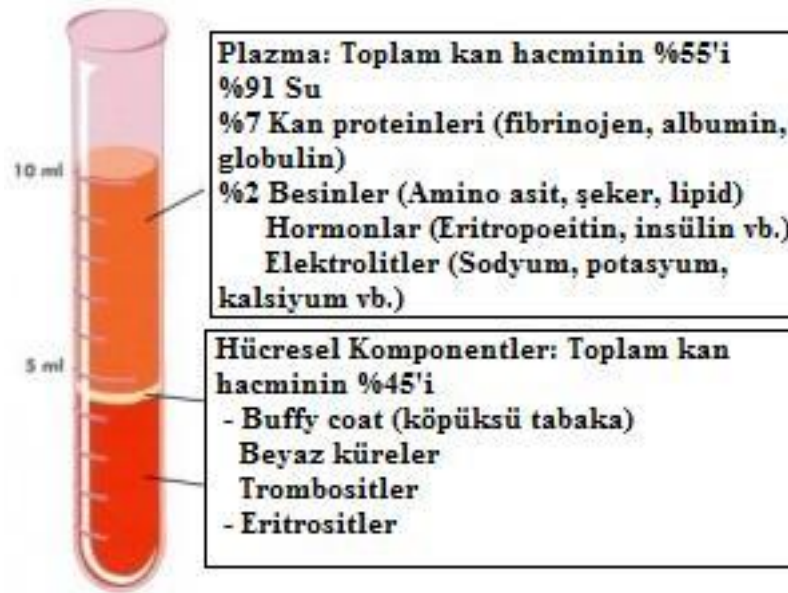 Plazma: Toplam kan hacminin %55'i
%91 Su
%7 Kan proteinleri (fibrinojen, albumin,
globulin)
%2 Besinler (Amino asit, şeker, lipid)
Hormonlar (Eritropoeitin, insülin vb.)
Elektrolitler (Sodyum, potasyum,
kalsiyum vb.)
10 ml
5 ml
Hücresel Komponentler: Toplam kan
hacminin %45'i
- Buffy coat (köpüksü tabaka)
Beyaz küreler
Trombositler
- Eritrositler